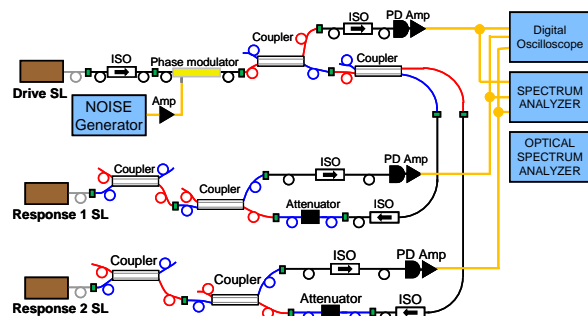 Coupler
ISO
PD Amp
Digital
Oscilloscope
ISO
Phase modulator
Coupler
Drive SL
NOISE
Generator
Amp
SPECTRUM
ANALYZER
OPTICAL
SPECTRUM
ANALYZER
Coupler
Coupler
ISO
PD Amp
Response 1 SL
Attenuator
ISO
Coupler
Coupler
ISO
PD Amp
Response 2 SL
Attenuator
ISO